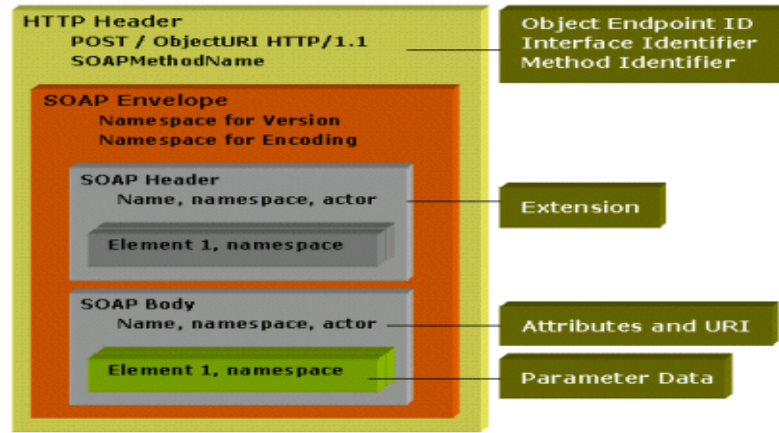 HTTP Header
POST / ObjectURI HTTP/1.1
SOAPMethodName
Object Endpoint ID
Interface Identifier
Method Identifier
SOAP Envelope
Namespace for Version
Namespace for Encoding
SOAP Header
Name, namespace, actor
Extension
Element 1, namespace
SOAP Body
Name, namespace, actor
Attributes and URI
Element 1, namespace
Parameter Data